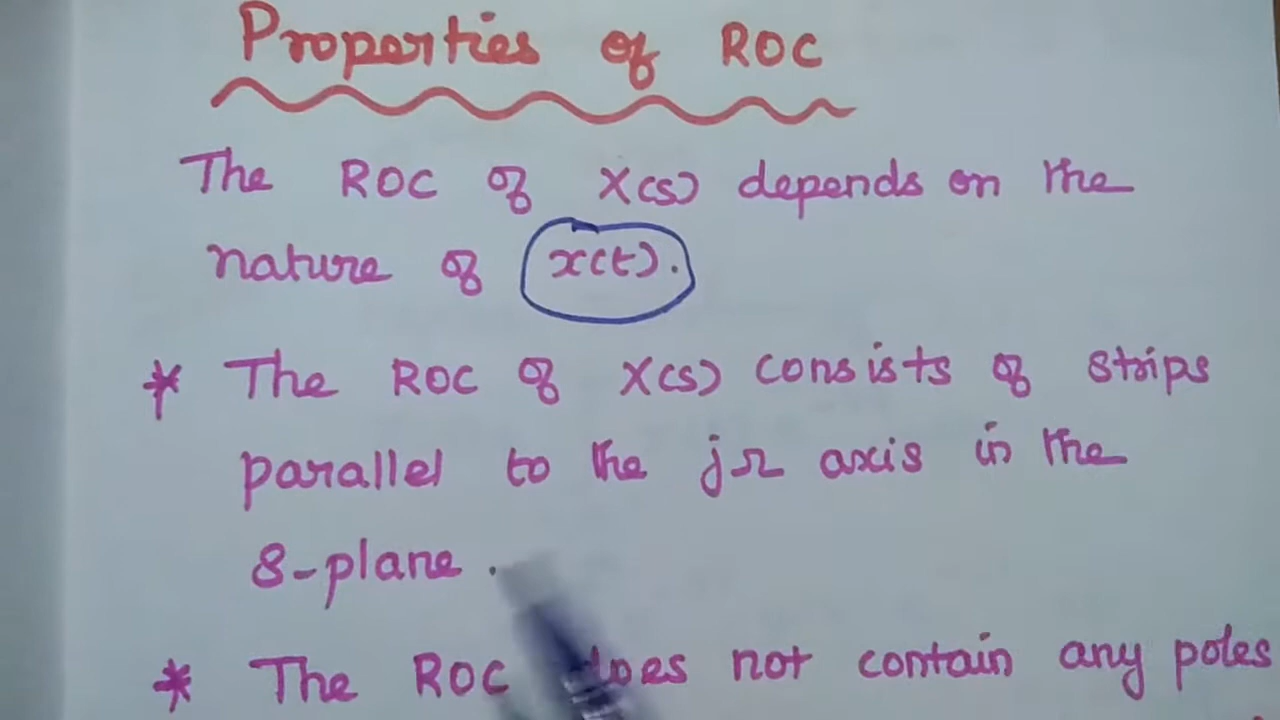 Properties of ROC
The ROC of X(s) depends on the
nature of x(t).
* The ROC of X(s) consists of strips
parallel to the jΩ axis in the
s-plane.
* The ROC does not contain any poles